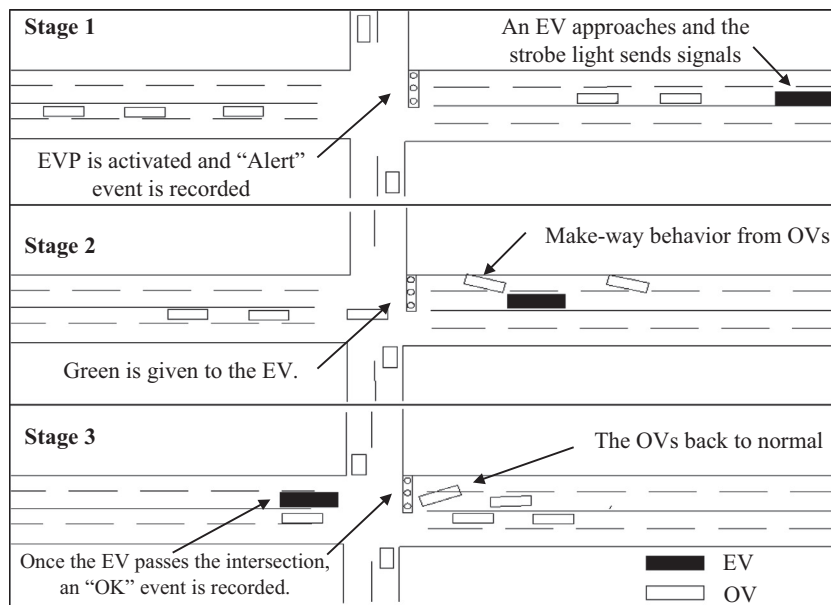 Stage 1
An EV approaches and the
strobe light sends signals
EVP is activated and “Alert”
event is recorded
Stage 2
Make-way behavior from OVs
Green is given to the EV.
Stage 3
The OVs back to normal
Once the EV passes the intersection,
an “OK” event is recorded.
EV
OV